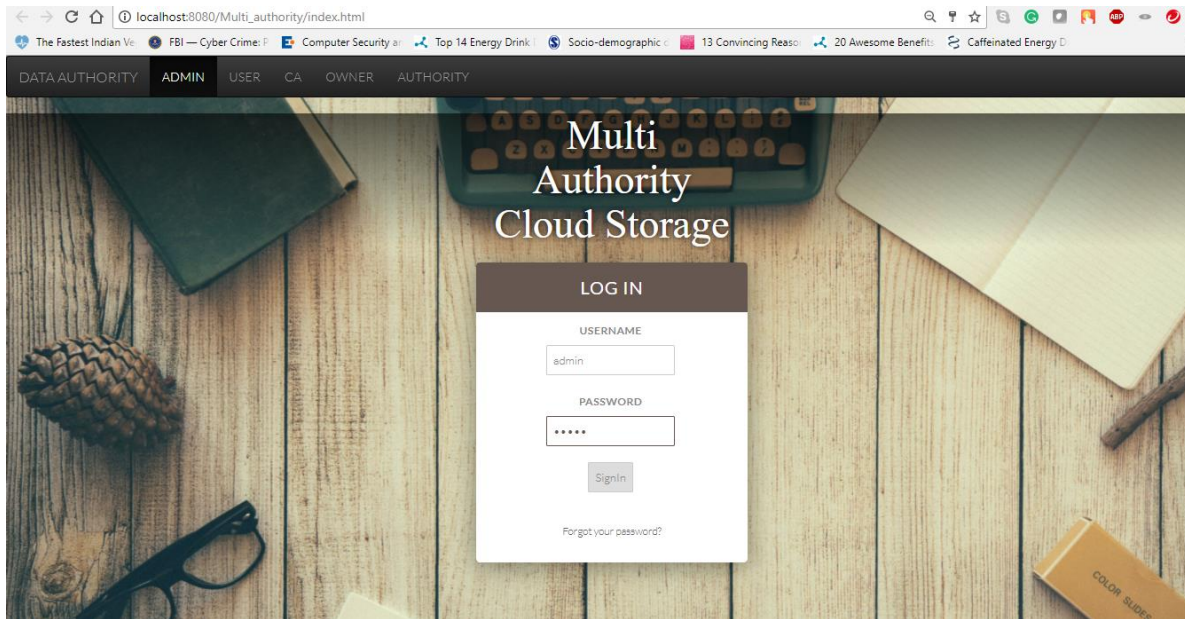 localhost:8080/Multi_authority/index.html
The Fastest Indian Ve FBI — Cyber Crime: P Computer Security ar Top 14 Energy Drink Socio-demographic c 13 Convincing Reaso 20 Awesome Benefits Caffeinated Energy D
DATA AUTHORITY ADMIN USER CA OWNER AUTHORITY
Multi
Authority
Cloud Storage
LOG IN
USERNAME
admin
PASSWORD
SignIn
Forgot your password?
COLOR SLIDES